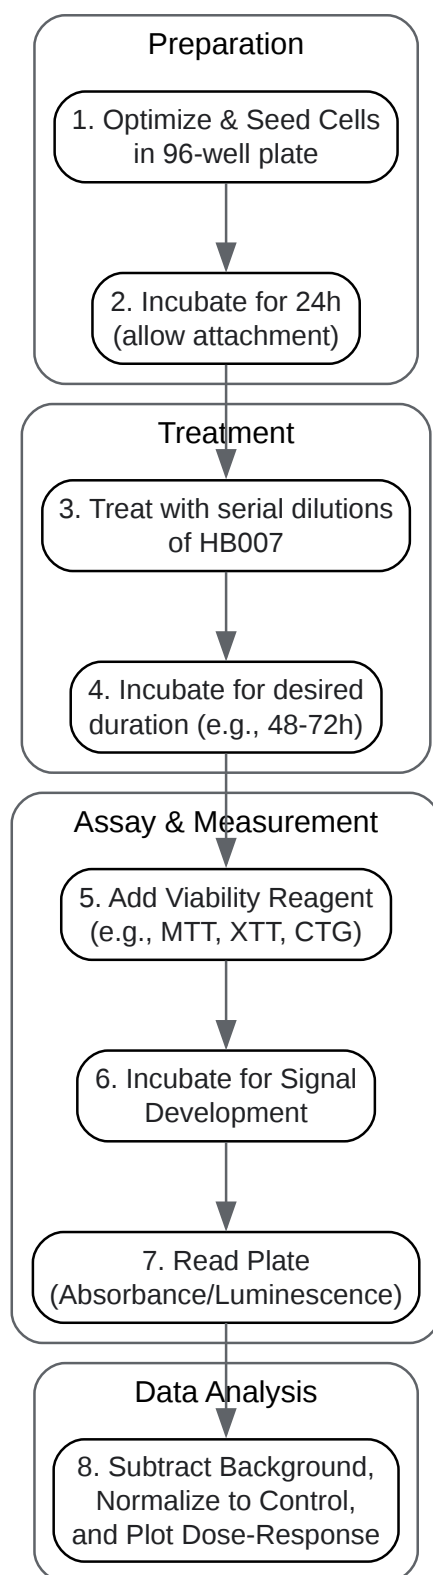 Preparation
1. Optimize & Seed Cells
in 96-well plate
2. Incubate for 24h
(allow attachment)
Treatment
3. Treat with serial dilutions
of HB007
4. Incubate for desired
duration (e.g., 48-72h)
Assay & Measurement
5. Add Viability Reagent
(e.g., MTT, XTT, CTG)
6. Incubate for Signal
Development
7. Read Plate
(Absorbance/Luminescence)
Data Analysis
8. Subtract Background,
Normalize to Control,
and Plot Dose-Response